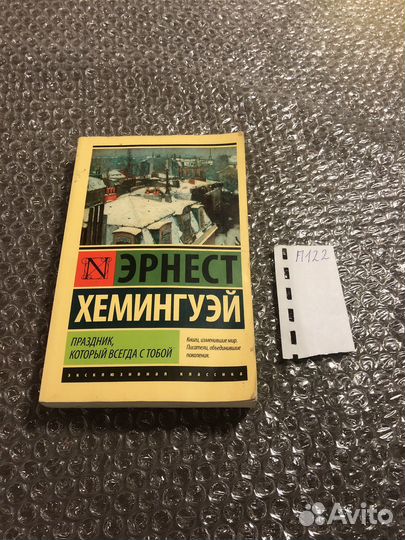 N ЭРНЕСТ
ХЕМИНГУЭЙ
ПРАЗДНИК,
КОТОРЫЙ ВСЕГДА С ТОБОЙ
Книги, изменившие мир.
Писатели, объединившие
поколения.
ЭКСКЛЮЗИВНАЯ КЛАССИКА
П122
Avito